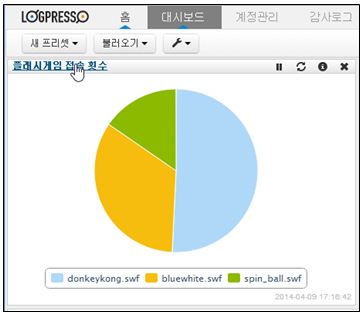 LOGPRESSO 홈 대시보드 계정관리 감사로그
새 프리셋 불러오기
플래시게임 접속 횟수
donkeykong.swf bluewhite.swf spin_ball.swf
2014-04-09 17:16:42